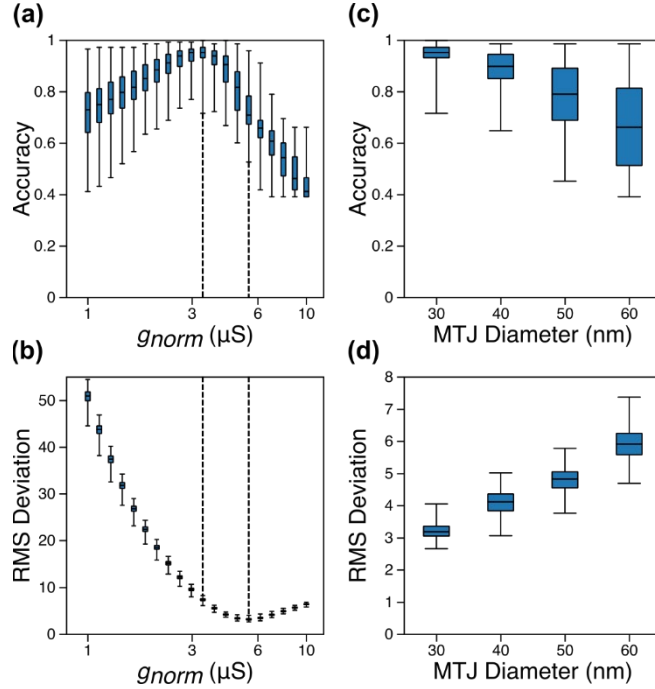 (a)
1
0.8
0.6
0.4
0.2
0
Accuracy
1 3 6 10
gnorm (μS)
(c)
1
0.8
0.6
0.4
0.2
0
Accuracy
30 40 50 60
MTJ Diameter (nm)
(b)
50
40
30
20
10
0
RMS Deviation
1 3 6 10
gnorm (μS)
(d)
8
7
6
5
4
3
2
1
0
RMS Deviation
30 40 50 60
MTJ Diameter (nm)